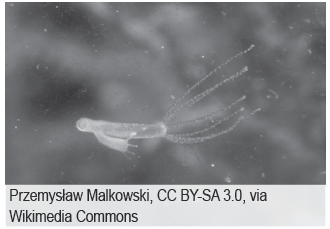 Przemysław Malkowski, CC BY-SA 3.0, via
Wikimedia Commons